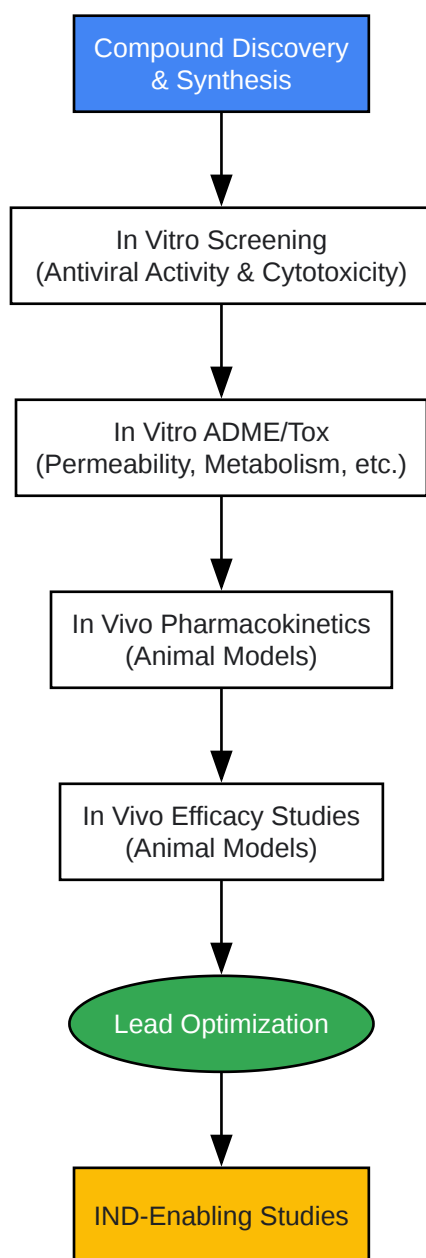 Compound Discovery
& Synthesis
In Vitro Screening
(Antiviral Activity & Cytotoxicity)
In Vitro ADME/Tox
(Permeability, Metabolism, etc.)
In Vivo Pharmacokinetics
(Animal Models)
In Vivo Efficacy Studies
(Animal Models)
Lead Optimization
IND-Enabling Studies